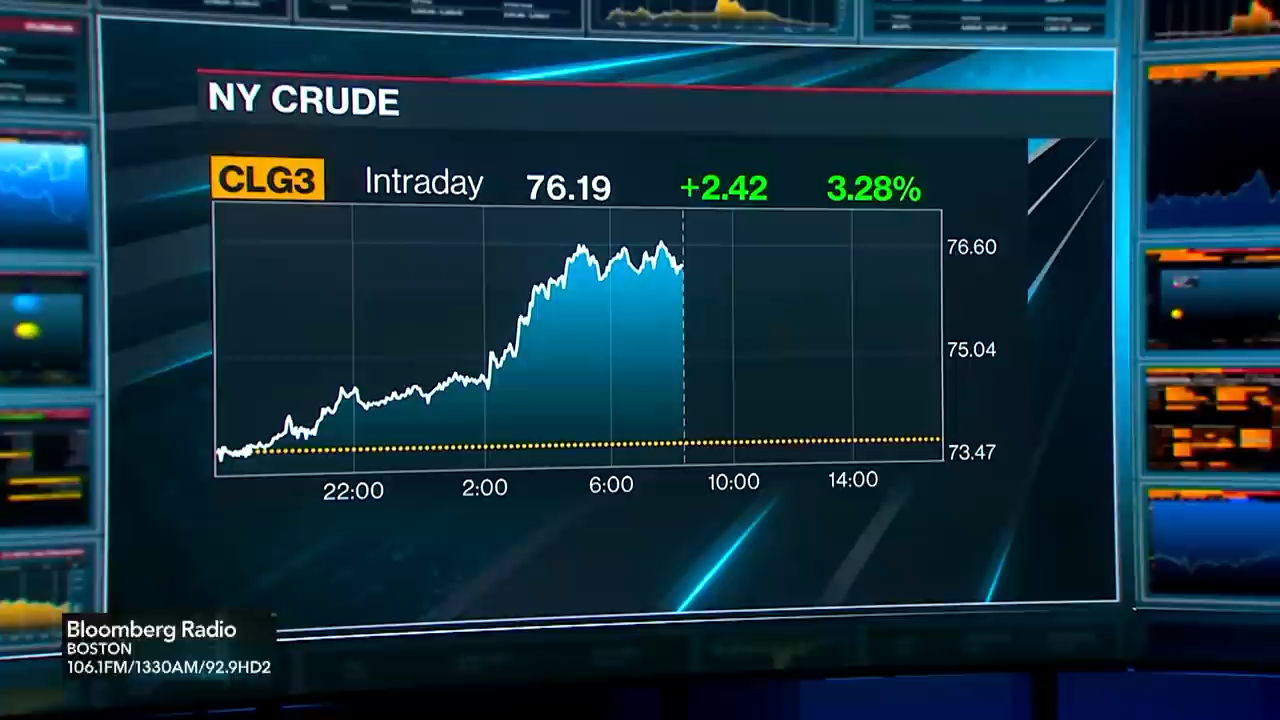 NY CRUDE
CLG3 Intraday 76.19 +2.42 3.28%
76.60
75.04
73.47
22:00 2:00 6:00 10:00 14:00
Bloomberg Radio
BOSTON
106.1FM/1330AM/92.9HD2